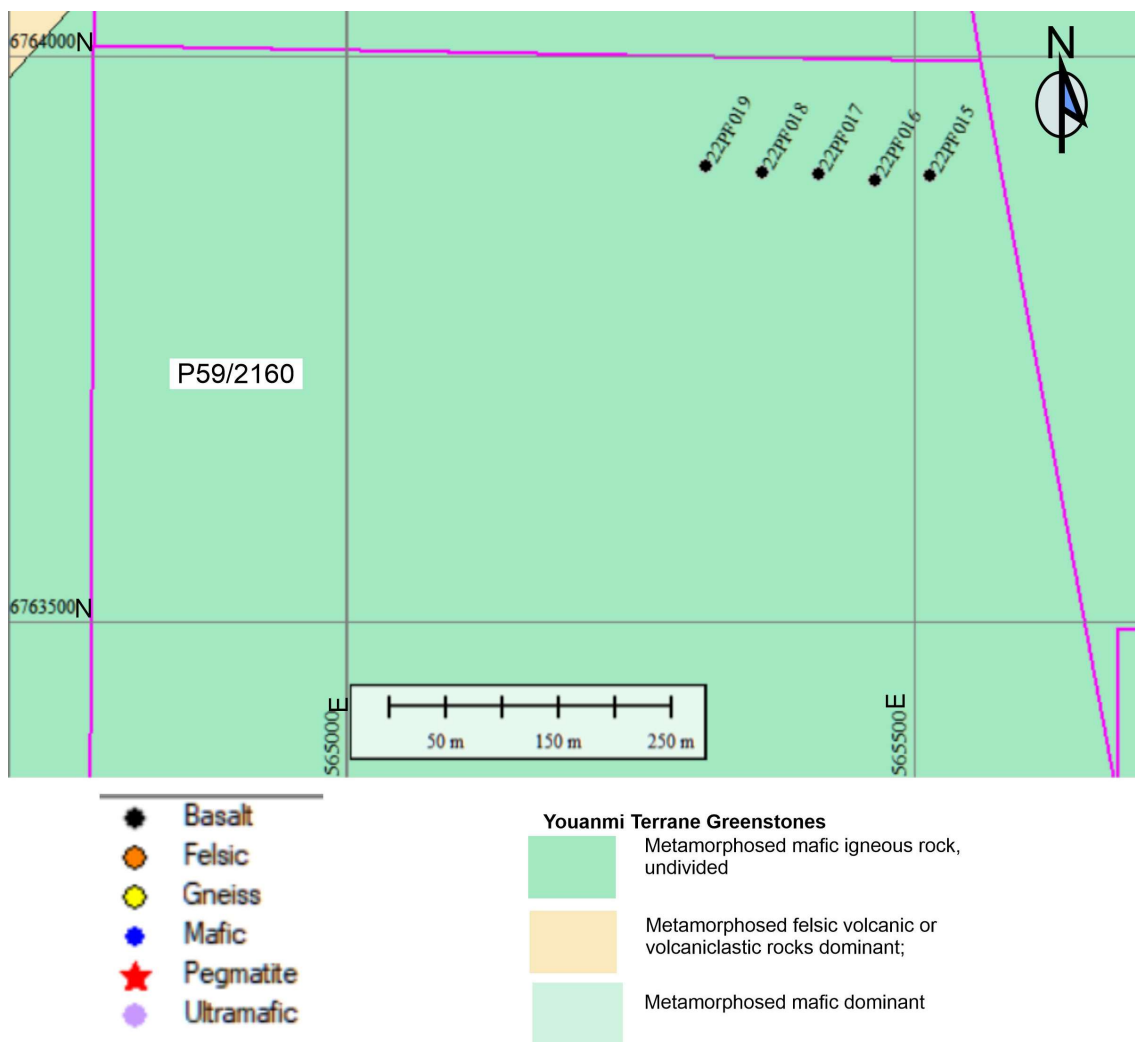 6764000N
N
22PF019
22PF018
22PF017
22PF016
22PF015
P59/2160
6763500N
565000E
50 m
150 m
250 m
565500E
Basalt
Felsic
Gneiss
Mafic
Pegmatite
Ultramafic
Youanmi Terrane Greenstones
Metamorphosed mafic igneous rock,
undivided
Metamorphosed felsic volcanic or
volcaniclastic rocks dominant;
Metamorphosed mafic dominant